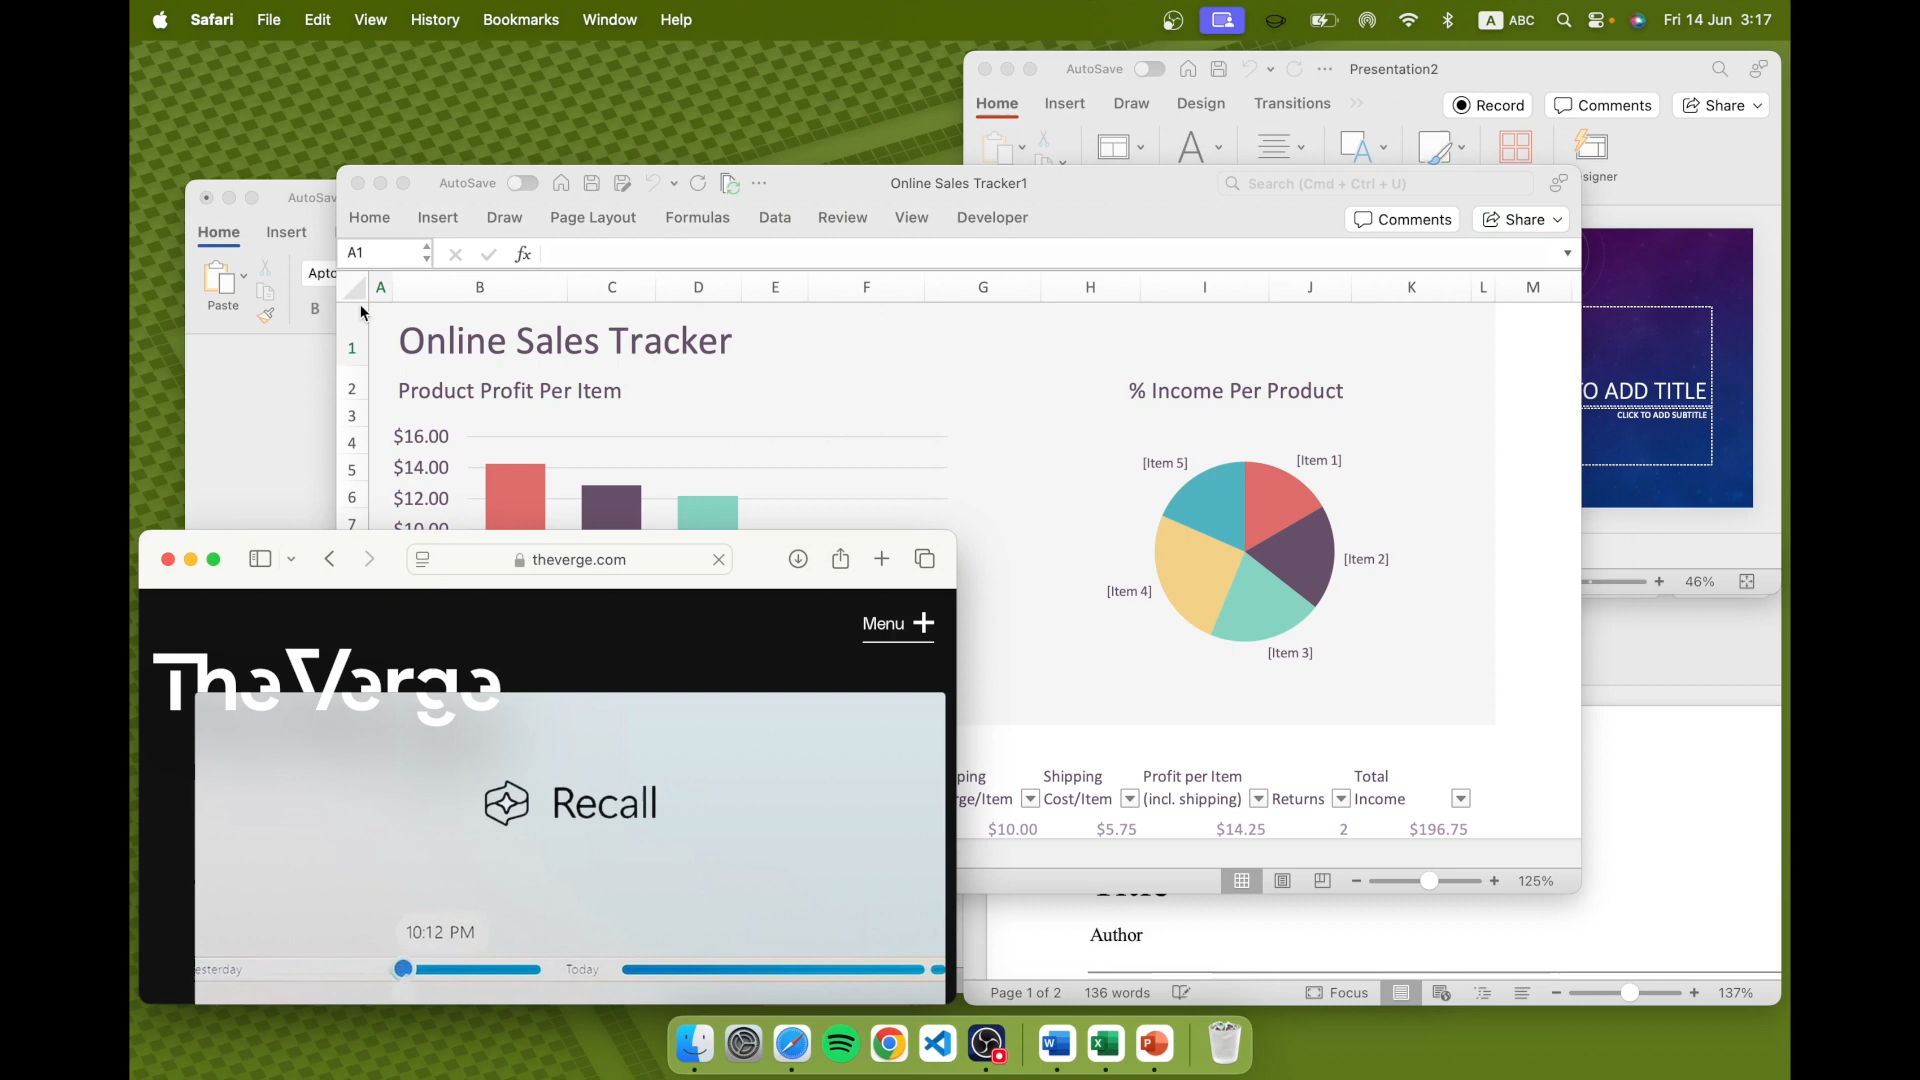 Safari File Edit View History Bookmarks Window Help
A ABC Fri 14 Jun 3:17
AutoSave Presentation2
Home Insert Draw Design Transitions
Record Comments Share
signer
AutoSave Online Sales Tracker1 Search (Cmd + Ctrl + U)
Home Insert Draw Page Layout Formulas Data Review View Developer
Comments Share
AutoSav
Home Insert
Paste
Apto
B
A1 fx
A B C D E F G H I J K L M
1
2
3
4
5
6
7
Online Sales Tracker
Product Profit Per Item
% Income Per Product
$16.00
$14.00
$12.00
$10.00
[Item 1]
[Item 2]
[Item 3]
[Item 4]
[Item 5]
O ADD TITLE
CLICK TO ADD SUBTITLE
46%
ping Shipping Profit per Item Total
ge/Item Cost/Item (incl. shipping) Returns Income
$10.00 $5.75 $14.25 2 $196.75
125%
theverge.com
Menu
The Verge
Recall
10:12 PM
esterday Today
Author
Page 1 of 2 136 words Focus 137%
W X P